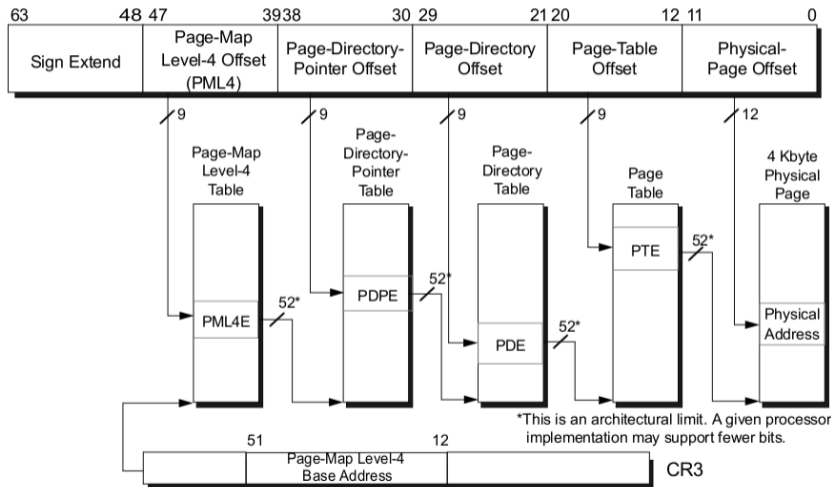 63 48 47 39 38 30 29 21 20 12 11 0
Sign Extend
Page-Map
Level-4 Offset
(PML4)
Page-Directory-
Pointer Offset
Page-Directory
Offset
Page-Table
Offset
Physical-
Page Offset
9
9
9
9
12
Page-Map
Level-4
Table
Page-
Directory-
Pointer
Table
Page-
Directory
Table
Page
Table
4 Kbyte
Physical
Page
PML4E
52*
PDPE
52*
PDE
52*
PTE
52*
Physical
Address
*This is an architectural limit. A given processor
implementation may support fewer bits.
51 12
Page-Map Level-4
Base Address
CR3